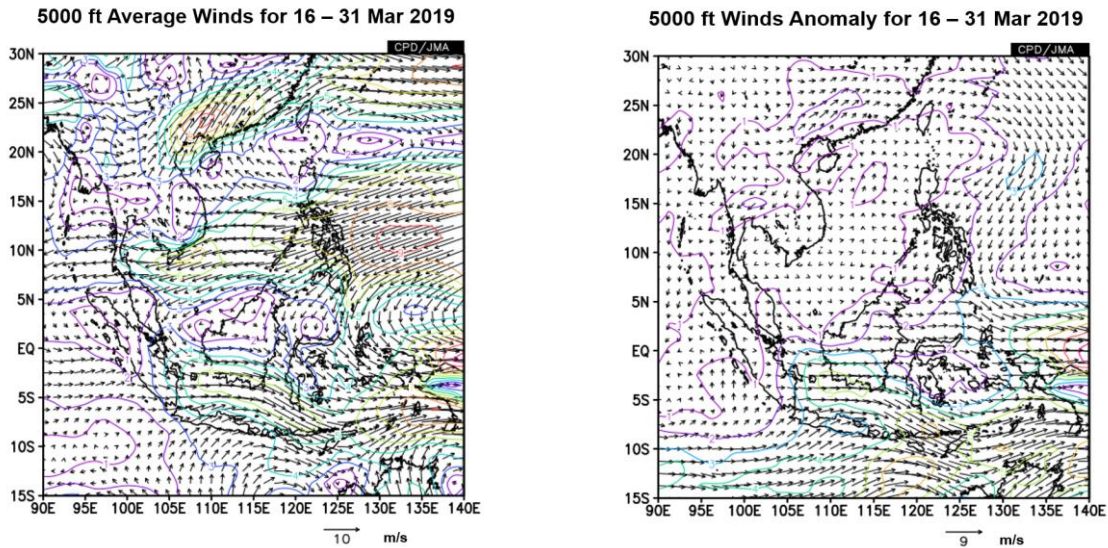 5000 ft Average Winds for 16 – 31 Mar 2019
CPD/JMA
30N
25N
20N
15N
10N
5N
EQ
5S
10S
15S
90E 95E 100E 105E 110E 115E 120E 125E 130E 135E 140E
10 m/s
5000 ft Winds Anomaly for 16 – 31 Mar 2019
CPD/JMA
30N
25N
20N
15N
10N
5N
EQ
5S
10S
15S
90E 95E 100E 105E 110E 115E 120E 125E 130E 135E 140E
9 m/s